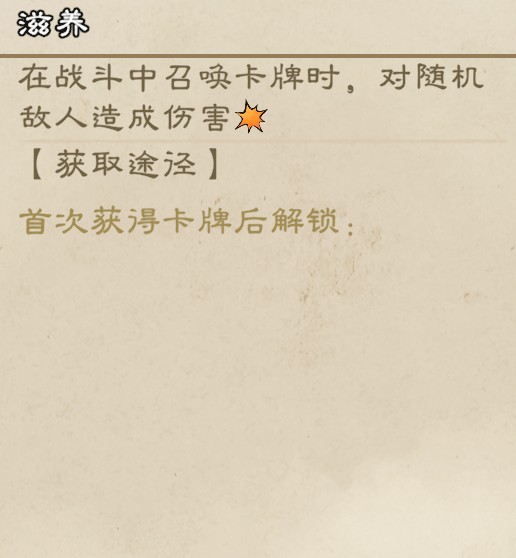 滋养
在战斗中召唤卡牌时，对随机
敌人造成伤害
【获取途径】
首次获得卡牌后解锁：